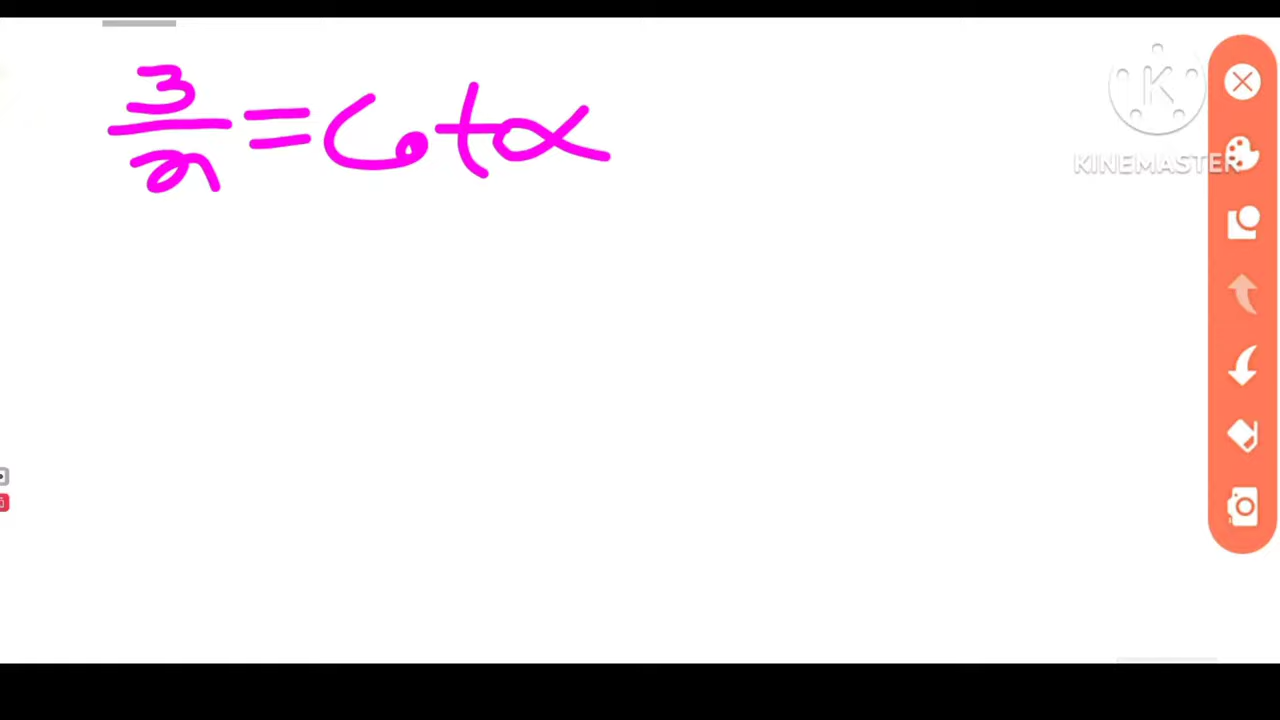 3
x = Cotα
KINEMASTER